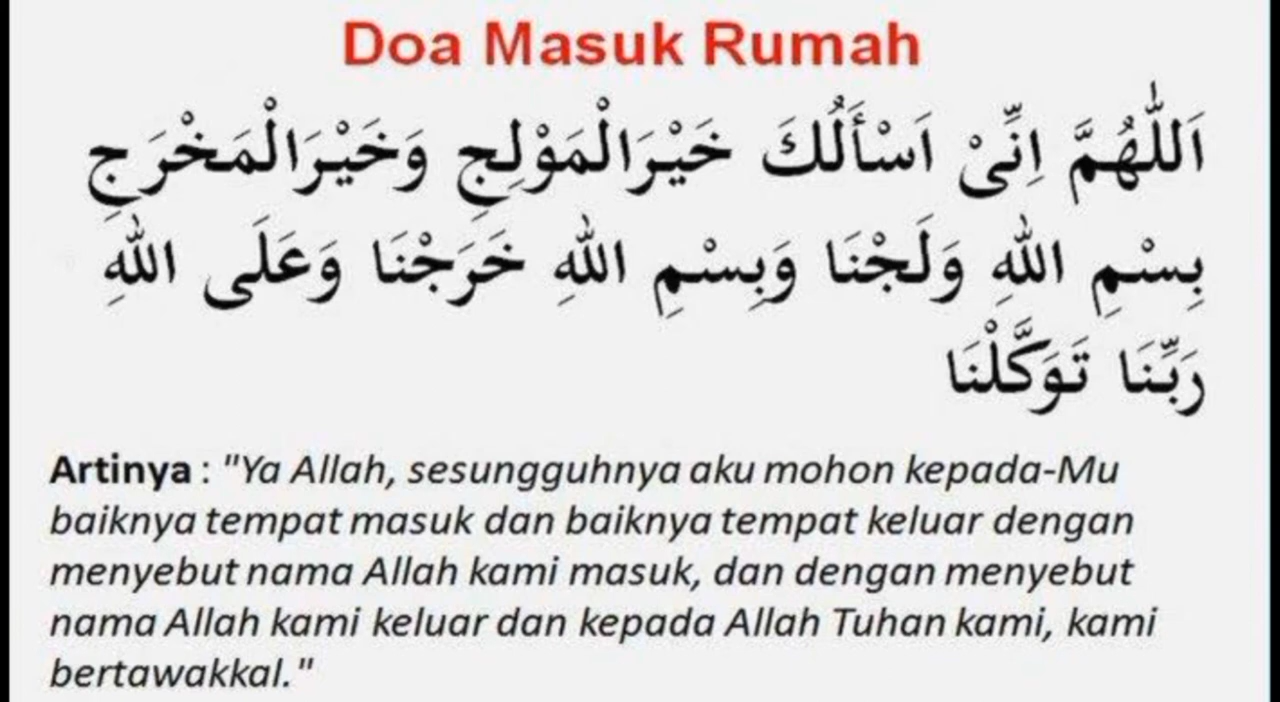 Doa Masuk Rumah
اَللّٰهُمَّ اِنِّىْ اَسْأَلُكَ خَيْرَالْمَوْلِجِ وَخَيْرَالْمَخْرَجِ
بِسْمِ اللهِ وَلَجْنَا وَبِسْمِ اللهِ خَرَجْنَا وَعَلَى اللهِ
رَبِّنَا تَوَكَّلْنَا
Artinya : "Ya Allah, sesungguhnya aku mohon kepada-Mu
baiknya tempat masuk dan baiknya tempat keluar dengan
menyebut nama Allah kami masuk, dan dengan menyebut
nama Allah kami keluar dan kepada Allah Tuhan kami, kami
bertawakkal."